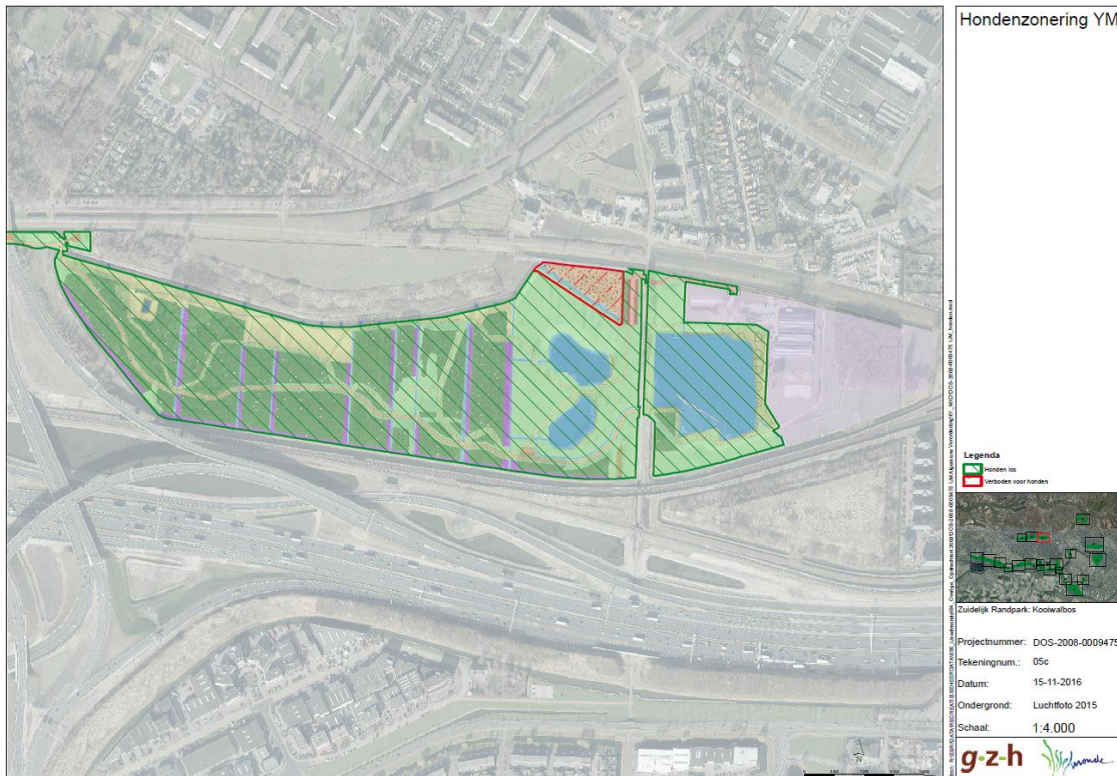 Hondenzonering YM
Legenda
Honden los
Verboden voor honden
Zuidelijk Randpark: Kooiwalbos
Projectnummer: DOS-2008-0009475
Tekeningnum.: 05c
Datum: 15-11-2016
Ondergrond: Luchtfoto 2015
Schaal: 1:4.000
g·z·h